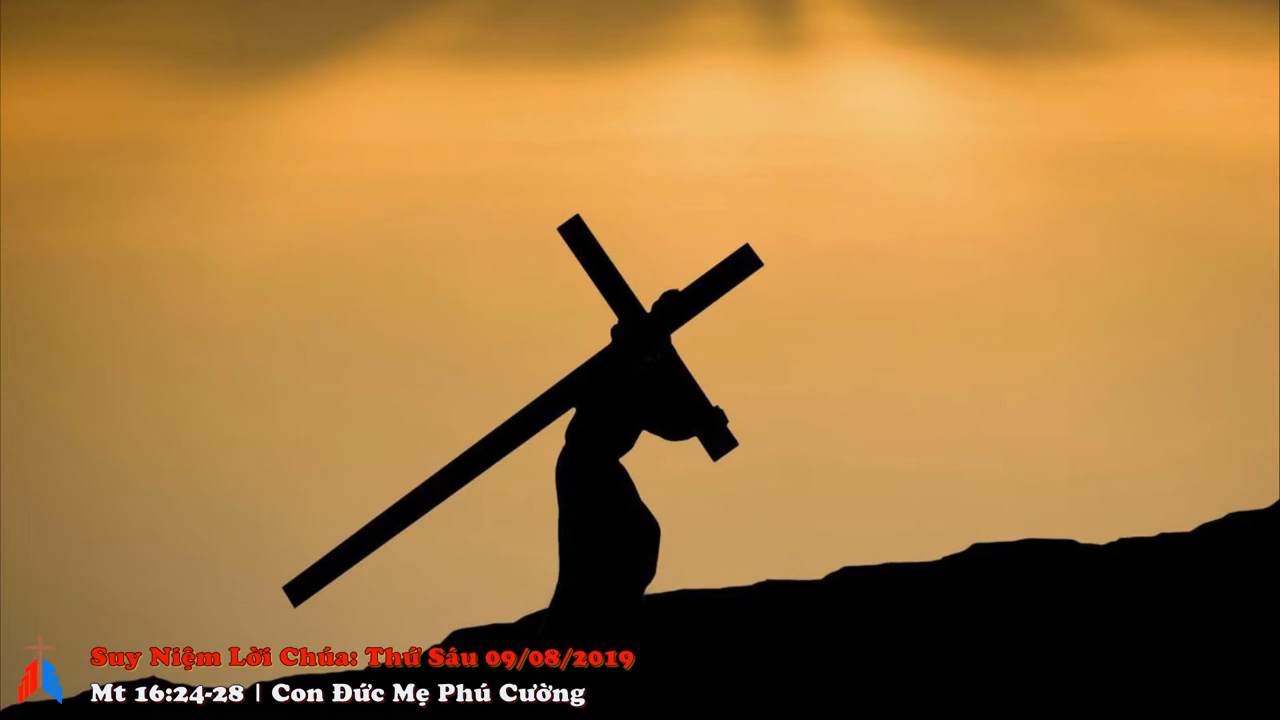 Suy Niệm Lời Chúa: Thứ Sáu 09/08/2019
Mt 16:24-28 | Con Đức Mẹ Phú Cường